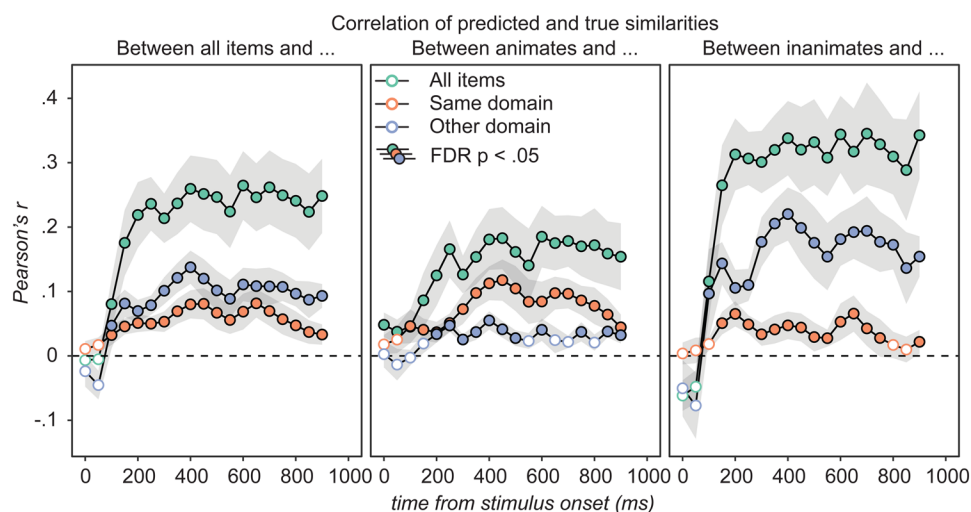 Correlation of predicted and true similarities
Between all items and ...
Between animates and ...
Between inanimates and ...
All items
Same domain
Other domain
FDR p < .05
Pearson's r
.4
.3
.2
.1
0
-.1
0 200 400 600 800 1000
0 200 400 600 800 1000
0 200 400 600 800 1000
time from stimulus onset (ms)